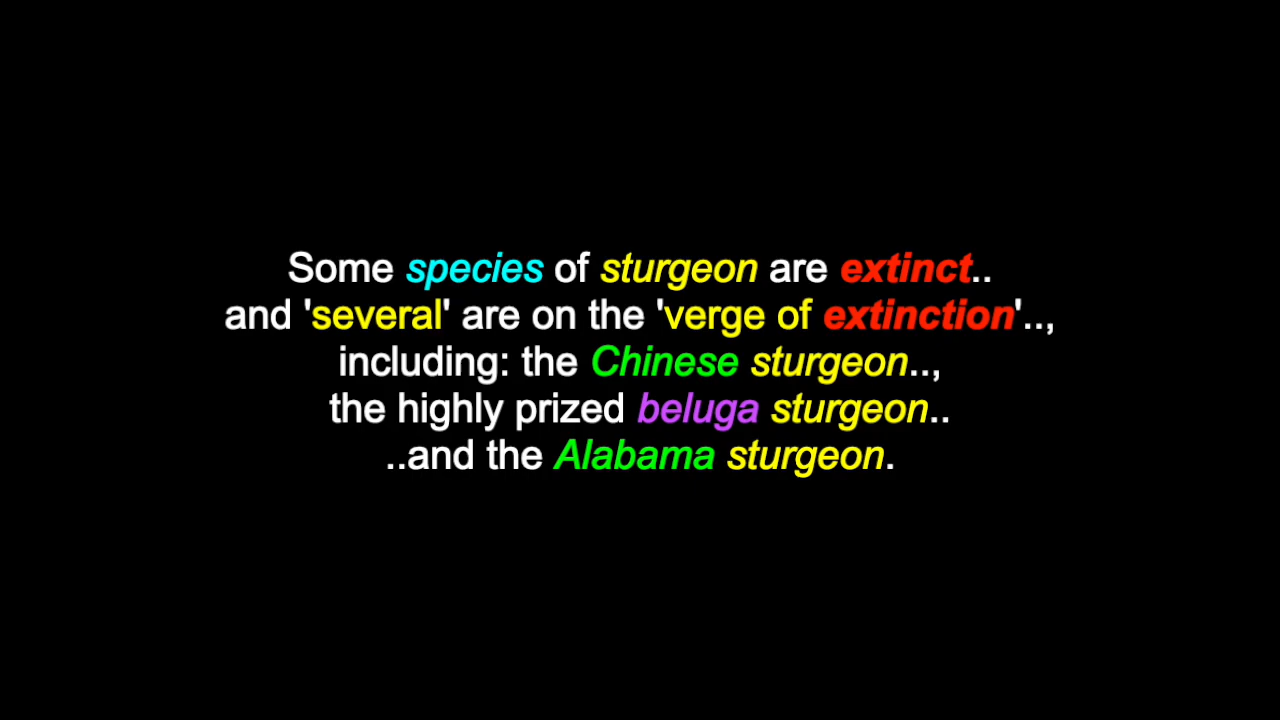 Some species of sturgeon are extinct..
and 'several' are on the 'verge of extinction'..,
including: the Chinese sturgeon..,
the highly prized beluga sturgeon..
..and the Alabama sturgeon.